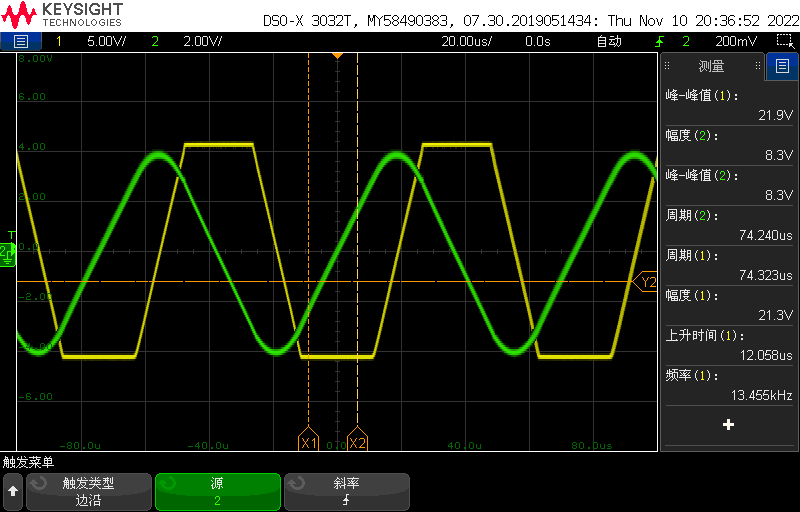 KEYSIGHT
TECHNOLOGIES
DSO-X 3032T, MY58490383, 07.30.2019051434: Thu Nov 10 20:36:52 2022
1 5.00V/ 2 2.00V/ 20.00us/ 0.0s 自动 2 200mV
8.00V
6.00
4.00
2.00
0.0
-2.00
-4.00
-6.00
T
2
Y2
X1
X2
-80.0u -40.0u 0.0 40.0u 80.0us
测量
峰-峰值(1):
21.9V
幅度(2):
8.3V
峰-峰值(2):
8.3V
周期(2):
74.240us
周期(1):
74.323us
幅度(1):
21.3V
上升时间(1):
12.058us
频率(1):
13.455kHz
触发菜单
触发类型
边沿
源
2
斜率